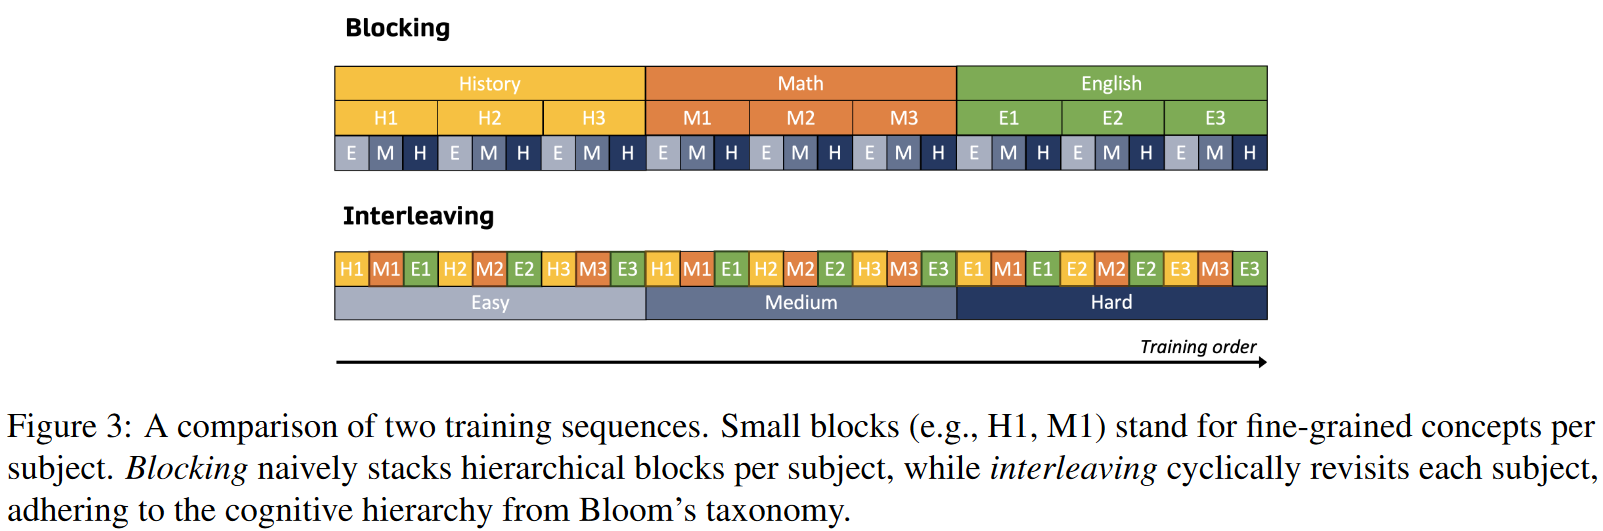 Blocking
History Math English
H1 H2 H3 M1 M2 M3 E1 E2 E3
E M H E M H E M H E M H E M H E M H E M H E M H E M H
Interleaving
H1 M1 E1 H2 M2 E2 H3 M3 E3 H1 M1 E1 H2 M2 E2 H3 M3 E3 E1 M1 E1 E2 M2 E2 E3 M3 E3
Easy Medium Hard
Training order
Figure 3: A comparison of two training sequences. Small blocks (e.g., H1, M1) stand for fine-grained concepts per
subject. Blocking naively stacks hierarchical blocks per subject, while interleaving cyclically revisits each subject,
adhering to the cognitive hierarchy from Bloom’s taxonomy.